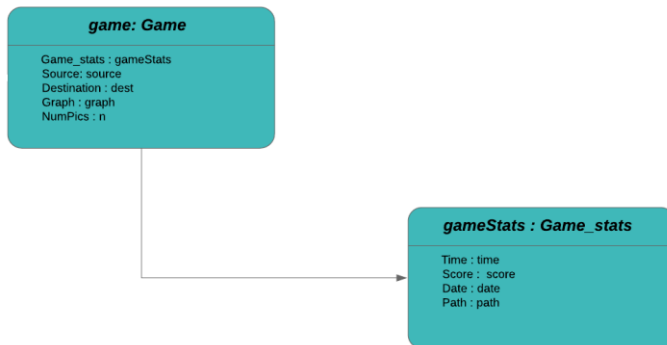 game: Game
Game_stats : gameStats
Source: source
Destination : dest
Graph : graph
NumPics : n
gameStats : Game_stats
Time : time
Score : score
Date : date
Path : path